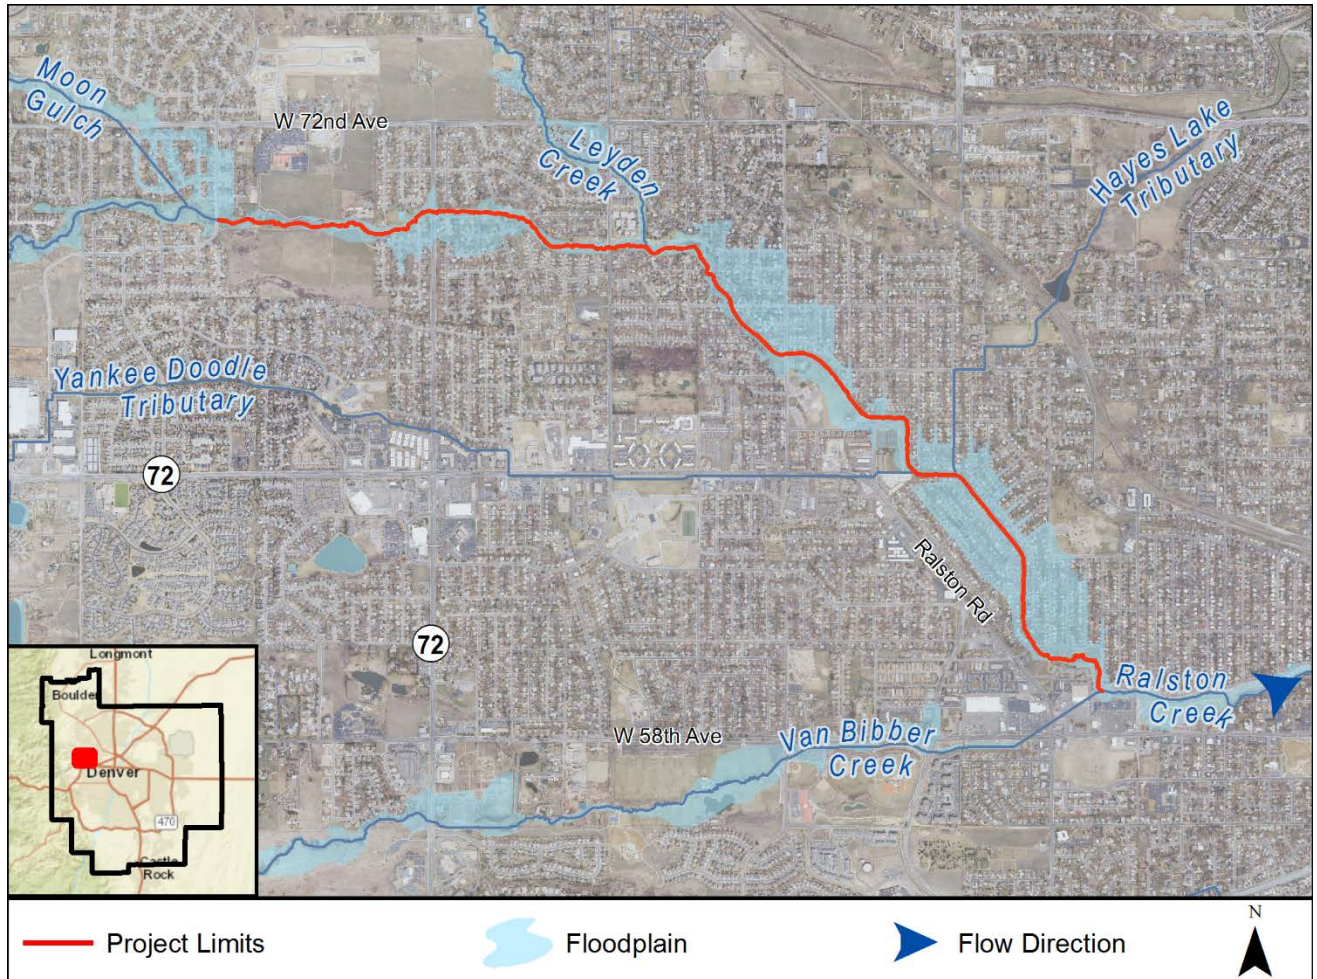 Moon
Gulch
W 72nd Ave
Leyden
Creek
Hayes Lake
Tributary
Yankee Doodle
Tributary
72
72
Ralston Rd
Ralston
Creek
W 58th Ave
Van Bibber
Creek
Longmont
Boulder
Denver
470
Castle
Rock
Project Limits
Floodplain
Flow Direction
N